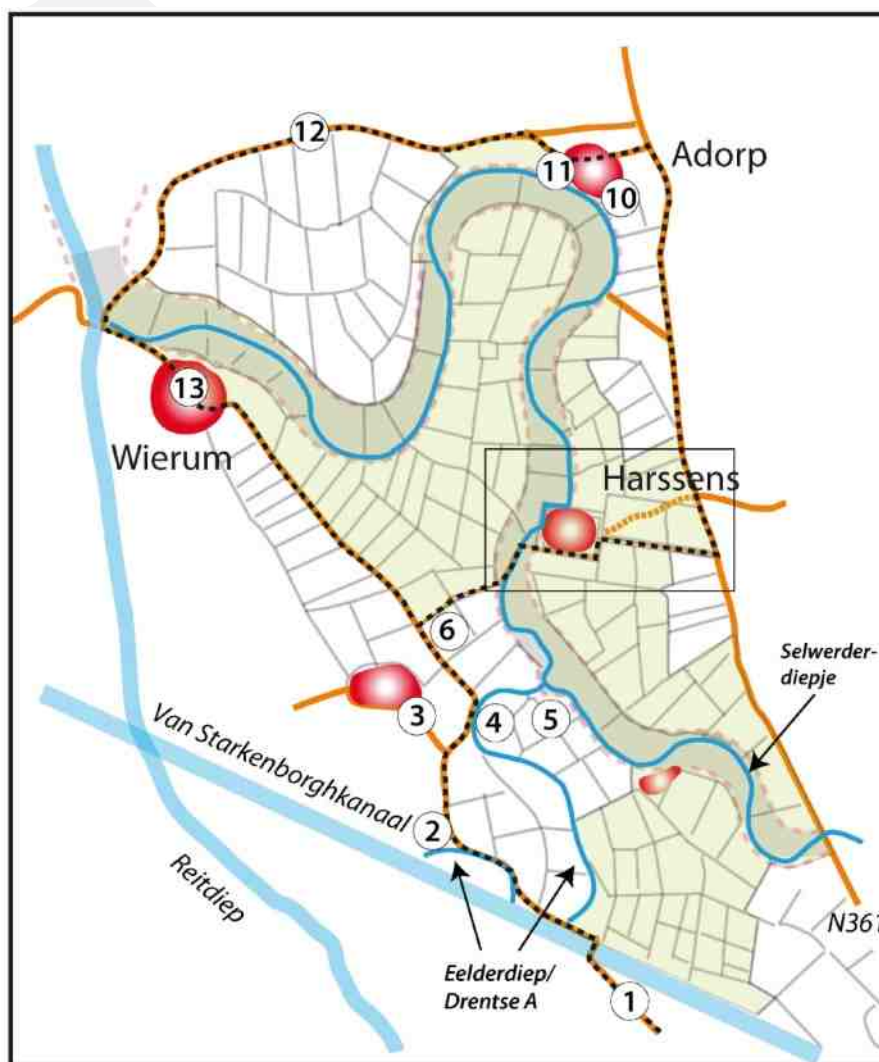 12
Adorp
11
10
13
Wierum
Harssens
6
Selwerder-
diepje
3
4
5
Van Starkenborghkanaal
2
Reitdiep
N361
Eelderdiep/
Drentse A
1